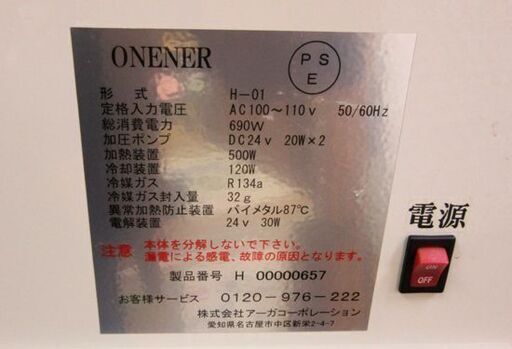 ONENER
PS
E
形 式 H-01
定格入力電圧 AC100～110v 50/60Hz
総消費電力 690W
加圧ポンプ DC24v 20W×2
加熱装置 500W
冷却装置 120W
冷媒ガス R134a
冷媒ガス封入量 32g
異常加熱防止装置 バイメタル87℃
電解装置 24v 30W
注意 本体を分解しないで下さい。
漏電による感電、故障の原因となります。
製品番号 H 00000657
お客様サービス 0120-976-222
株式会社アーガコーポレーション
愛知県名古屋市中区新栄2-4-7
電源
ON
OFF